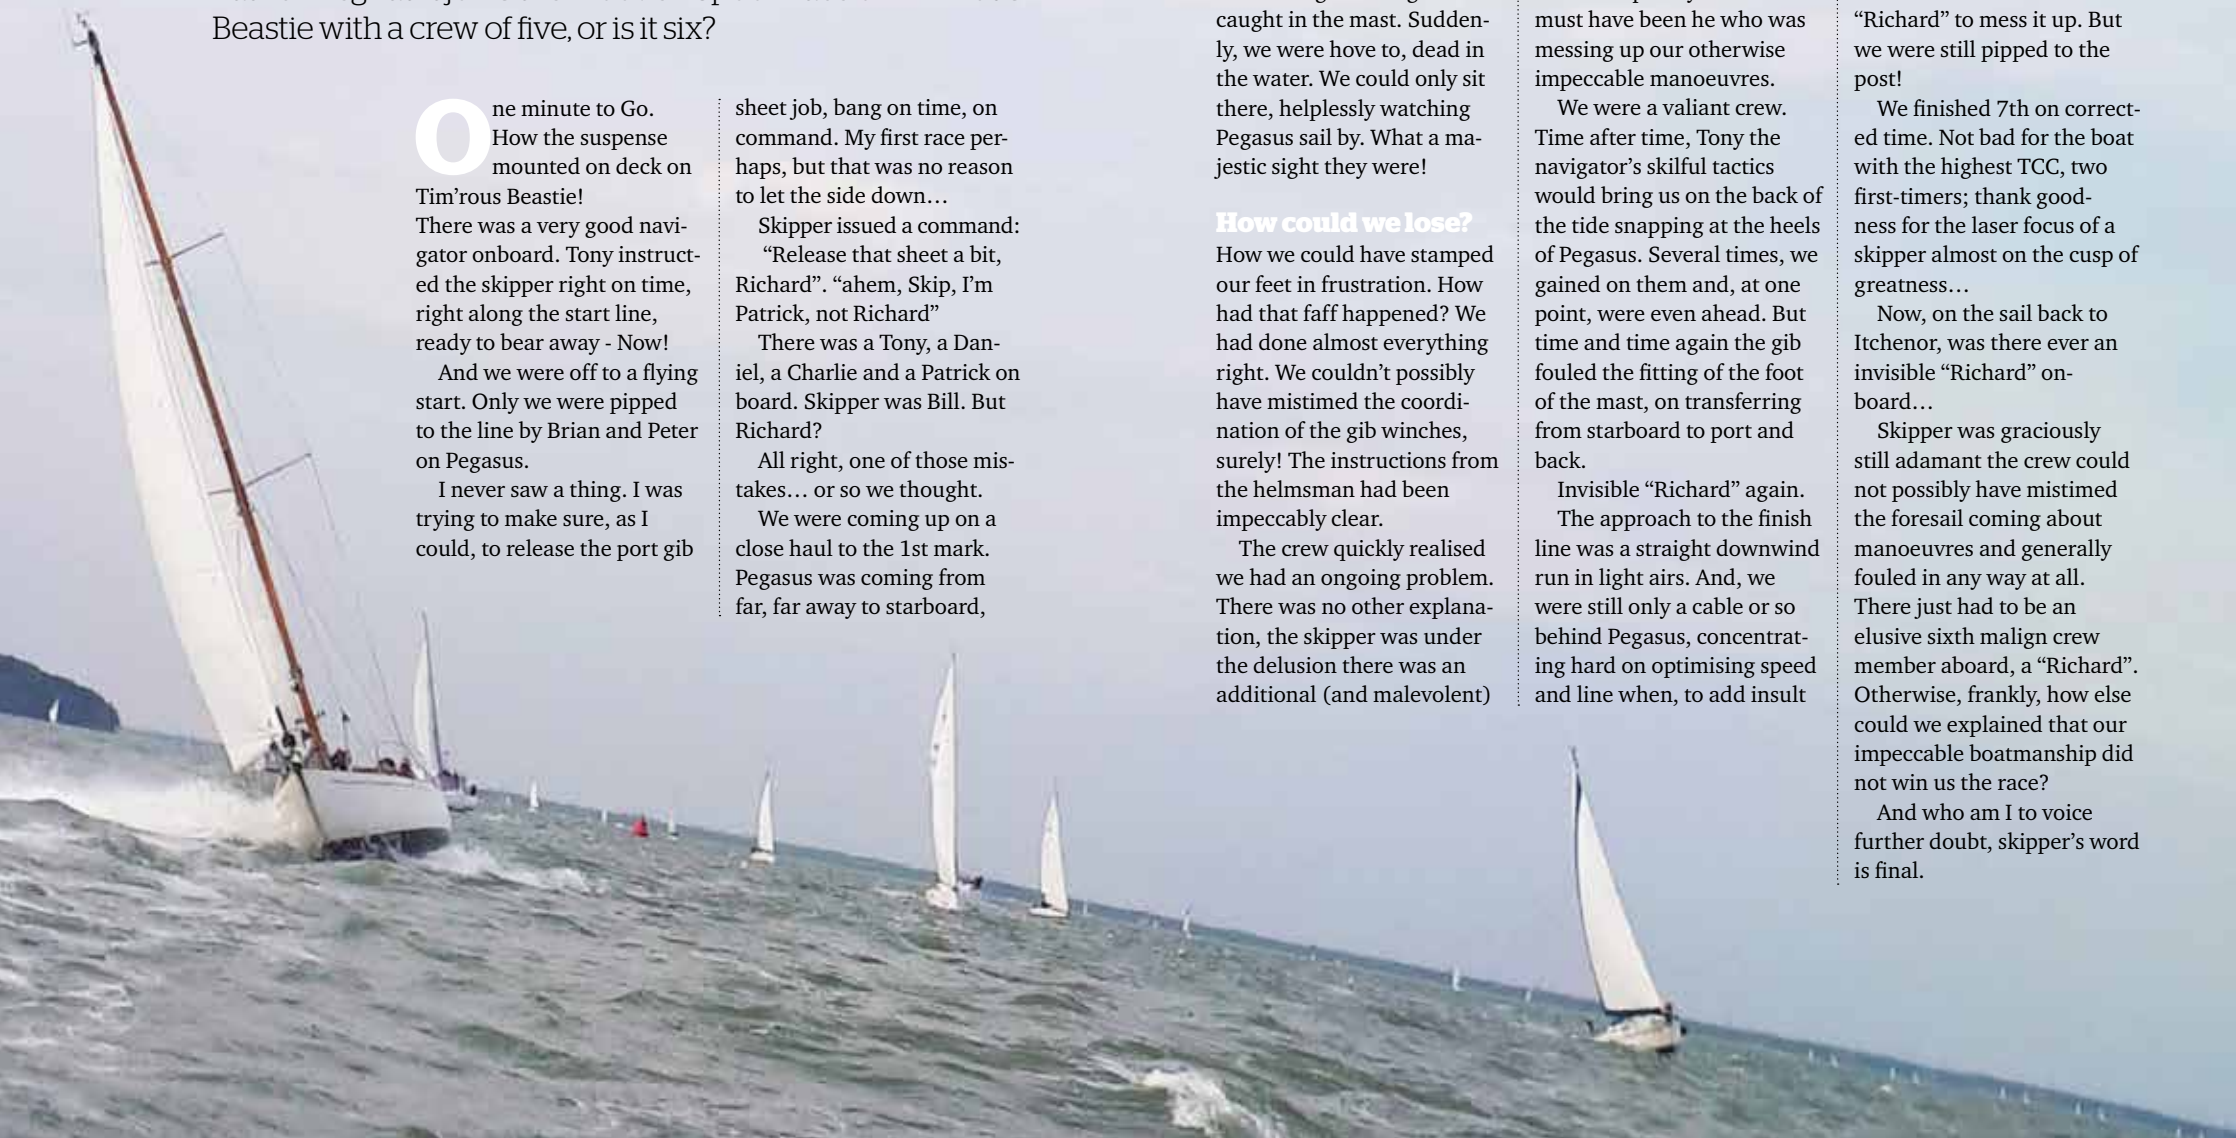 Beastie with a crew of five, or is it six?
One minute to Go.
How the suspense
mounted on deck on
Tim’rous Beastie!
There was a very good navi-
gator onboard. Tony instruct-
ed the skipper right on time,
right along the start line,
ready to bear away - Now!
And we were off to a flying
start. Only we were pipped
to the line by Brian and Peter
on Pegasus.
I never saw a thing. I was
trying to make sure, as I
could, to release the port gib
sheet job, bang on time, on
command. My first race per-
haps, but that was no reason
to let the side down…
Skipper issued a command:
“Release that sheet a bit,
Richard”. “ahem, Skip, I’m
Patrick, not Richard”
There was a Tony, a Dan-
iel, a Charlie and a Patrick on
board. Skipper was Bill. But
Richard?
All right, one of those mis-
takes… or so we thought.
We were coming up on a
close haul to the 1st mark.
Pegasus was coming from
far, far away to starboard,
caught in the mast. Sudden-
ly, we were hove to, dead in
the water. We could only sit
there, helplessly watching
Pegasus sail by. What a ma-
jestic sight they were!
How could we lose?
How we could have stamped
our feet in frustration. How
had that faff happened? We
had done almost everything
right. We couldn’t possibly
have mistimed the coordi-
nation of the gib winches,
surely! The instructions from
the helmsman had been
impeccably clear.
The crew quickly realised
we had an ongoing problem.
There was no other explana-
tion, the skipper was under
the delusion there was an
additional (and malevolent)
must have been he who was
messing up our otherwise
impeccable manoeuvres.
We were a valiant crew.
Time after time, Tony the
navigator’s skilful tactics
would bring us on the back of
the tide snapping at the heels
of Pegasus. Several times, we
gained on them and, at one
point, were even ahead. But
time and time again the gib
fouled the fitting of the foot
of the mast, on transferring
from starboard to port and
back.
Invisible “Richard” again.
The approach to the finish
line was a straight downwind
run in light airs. And, we
were still only a cable or so
behind Pegasus, concentrat-
ing hard on optimising speed
and line when, to add insult
“Richard” to mess it up. But
we were still pipped to the
post!
We finished 7th on correct-
ed time. Not bad for the boat
with the highest TCC, two
first-timers; thank good-
ness for the laser focus of a
skipper almost on the cusp of
greatness…
Now, on the sail back to
Itchenor, was there ever an
invisible “Richard” on-
board…
Skipper was graciously
still adamant the crew could
not possibly have mistimed
the foresail coming about
manoeuvres and generally
fouled in any way at all.
There just had to be an
elusive sixth malign crew
member aboard, a “Richard”.
Otherwise, frankly, how else
could we explained that our
impeccable boatmanship did
not win us the race?
And who am I to voice
further doubt, skipper’s word
is final.